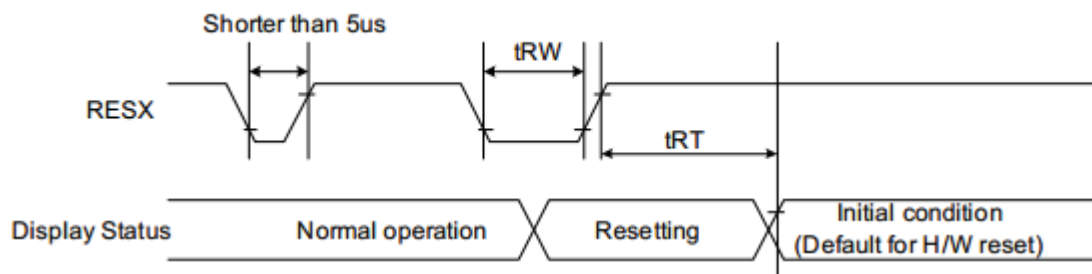 Shorter than 5us
tRW
RESX
tRT
Display Status
Normal operation
Resetting
Initial condition
(Default for H/W reset)